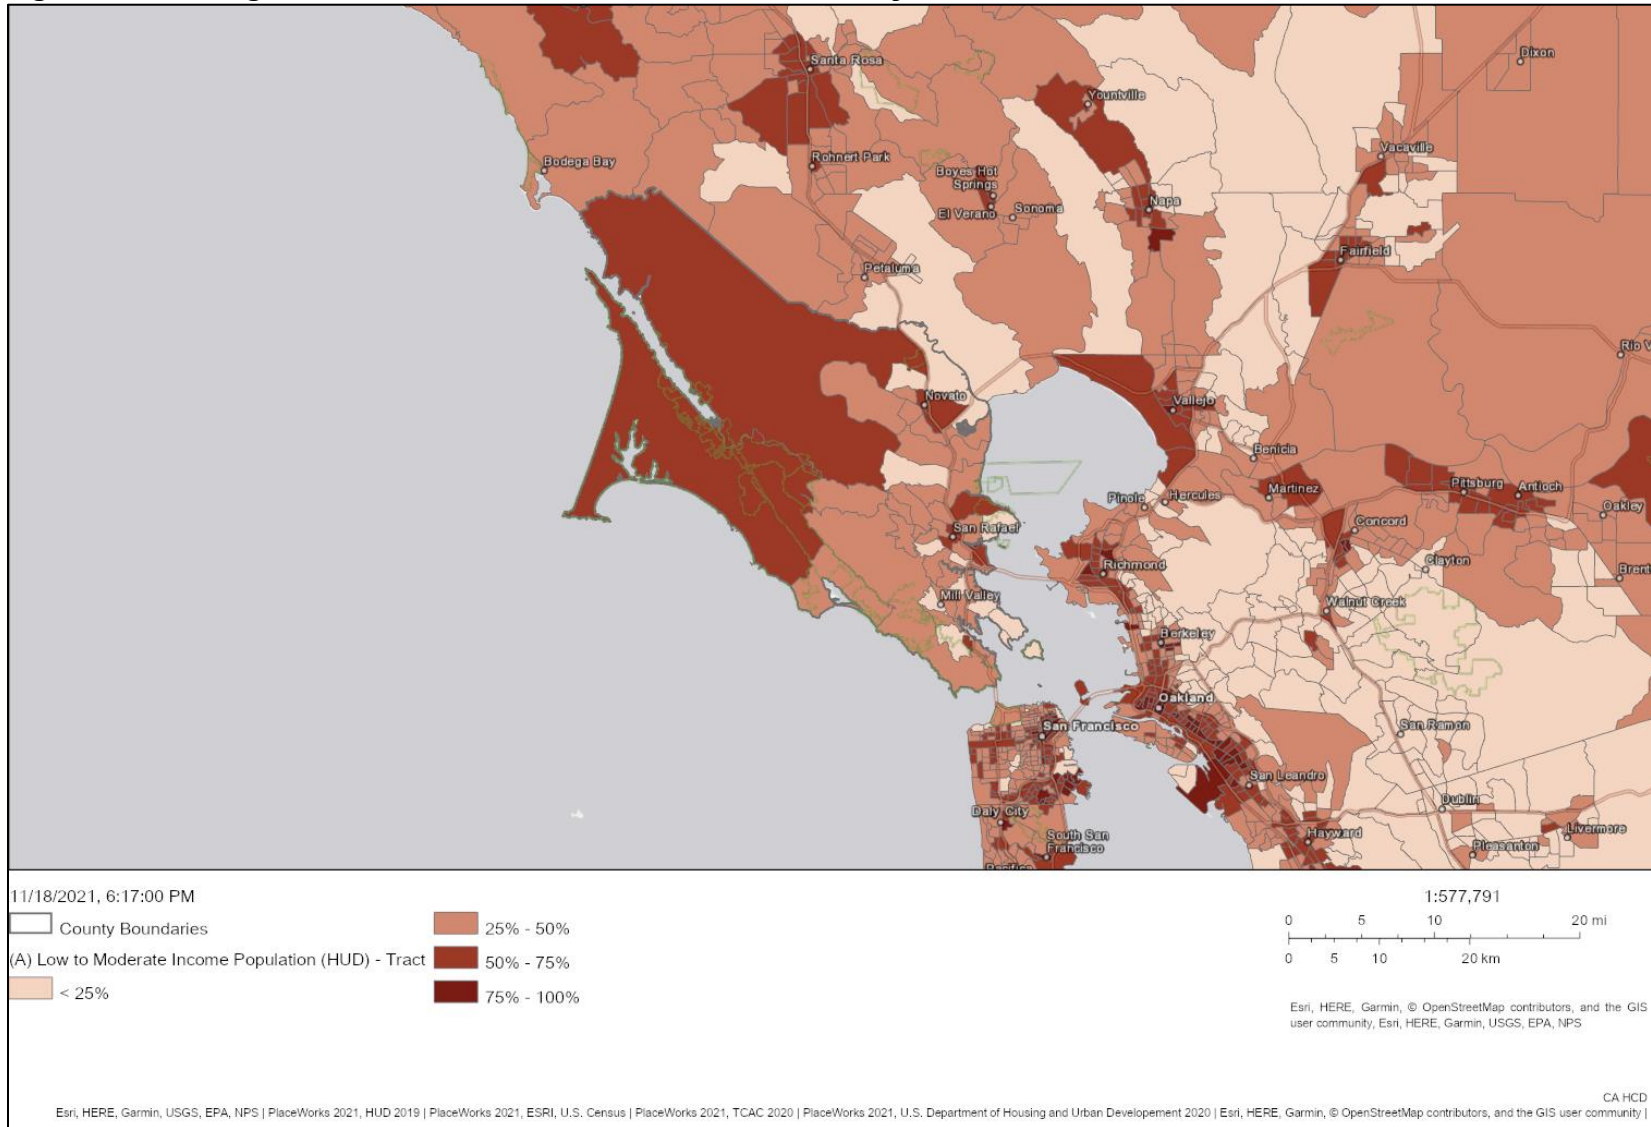 Dixon
Santa Rosa
Yountville
Vacaville
Bodega Bay
Rohnert Park
Boyes Hot
Springs
El Verano
Sonoma
Napa
Fairfield
Petaluma
Rio V
Novato
Vallejo
Benicia
Pinole
Hercules
Martinez
Pittsburg
Antioch
Oakley
San Rafael
Concord
Richmond
Clayton
Brent
Mill Valley
Walnut Creek
Berkeley
Oakland
San Francisco
San Ramon
San Leandro
Daly City
Dublin
South San
Francisco
Hayward
Livermore
Pleasanton
Pacifica
11/18/2021, 6:17:00 PM
County Boundaries
(A) Low to Moderate Income Population (HUD) - Tract
< 25%
25% - 50%
50% - 75%
75% - 100%
1:577,791
0 5 10 20 mi
0 5 10 20 km
Esri, HERE, Garmin, © OpenStreetMap contributors, and the GIS
user community, Esri, HERE, Garmin, USGS, EPA, NPS
CA HCD
Esri, HERE, Garmin, USGS, EPA, NPS | PlaceWorks 2021, HUD 2019 | PlaceWorks 2021, ESRI, U.S. Census | PlaceWorks 2021, TCAC 2020 | PlaceWorks 2021, U.S. Department of Housing and Urban Developement 2020 | Esri, HERE, Garmin, © OpenStreetMap contributors, and the GIS user community |